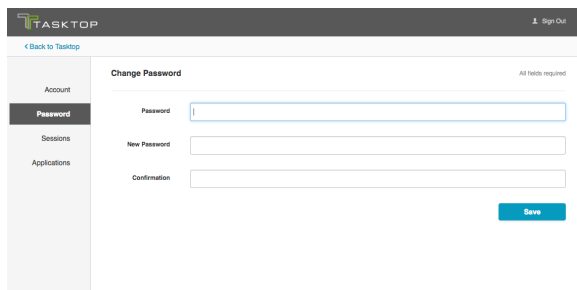 TASKTOP
Sign Out
< Back to Tasktop
Account
Password
Sessions
Applications
Change Password
All fields required
Password
New Password
Confirmation
Save